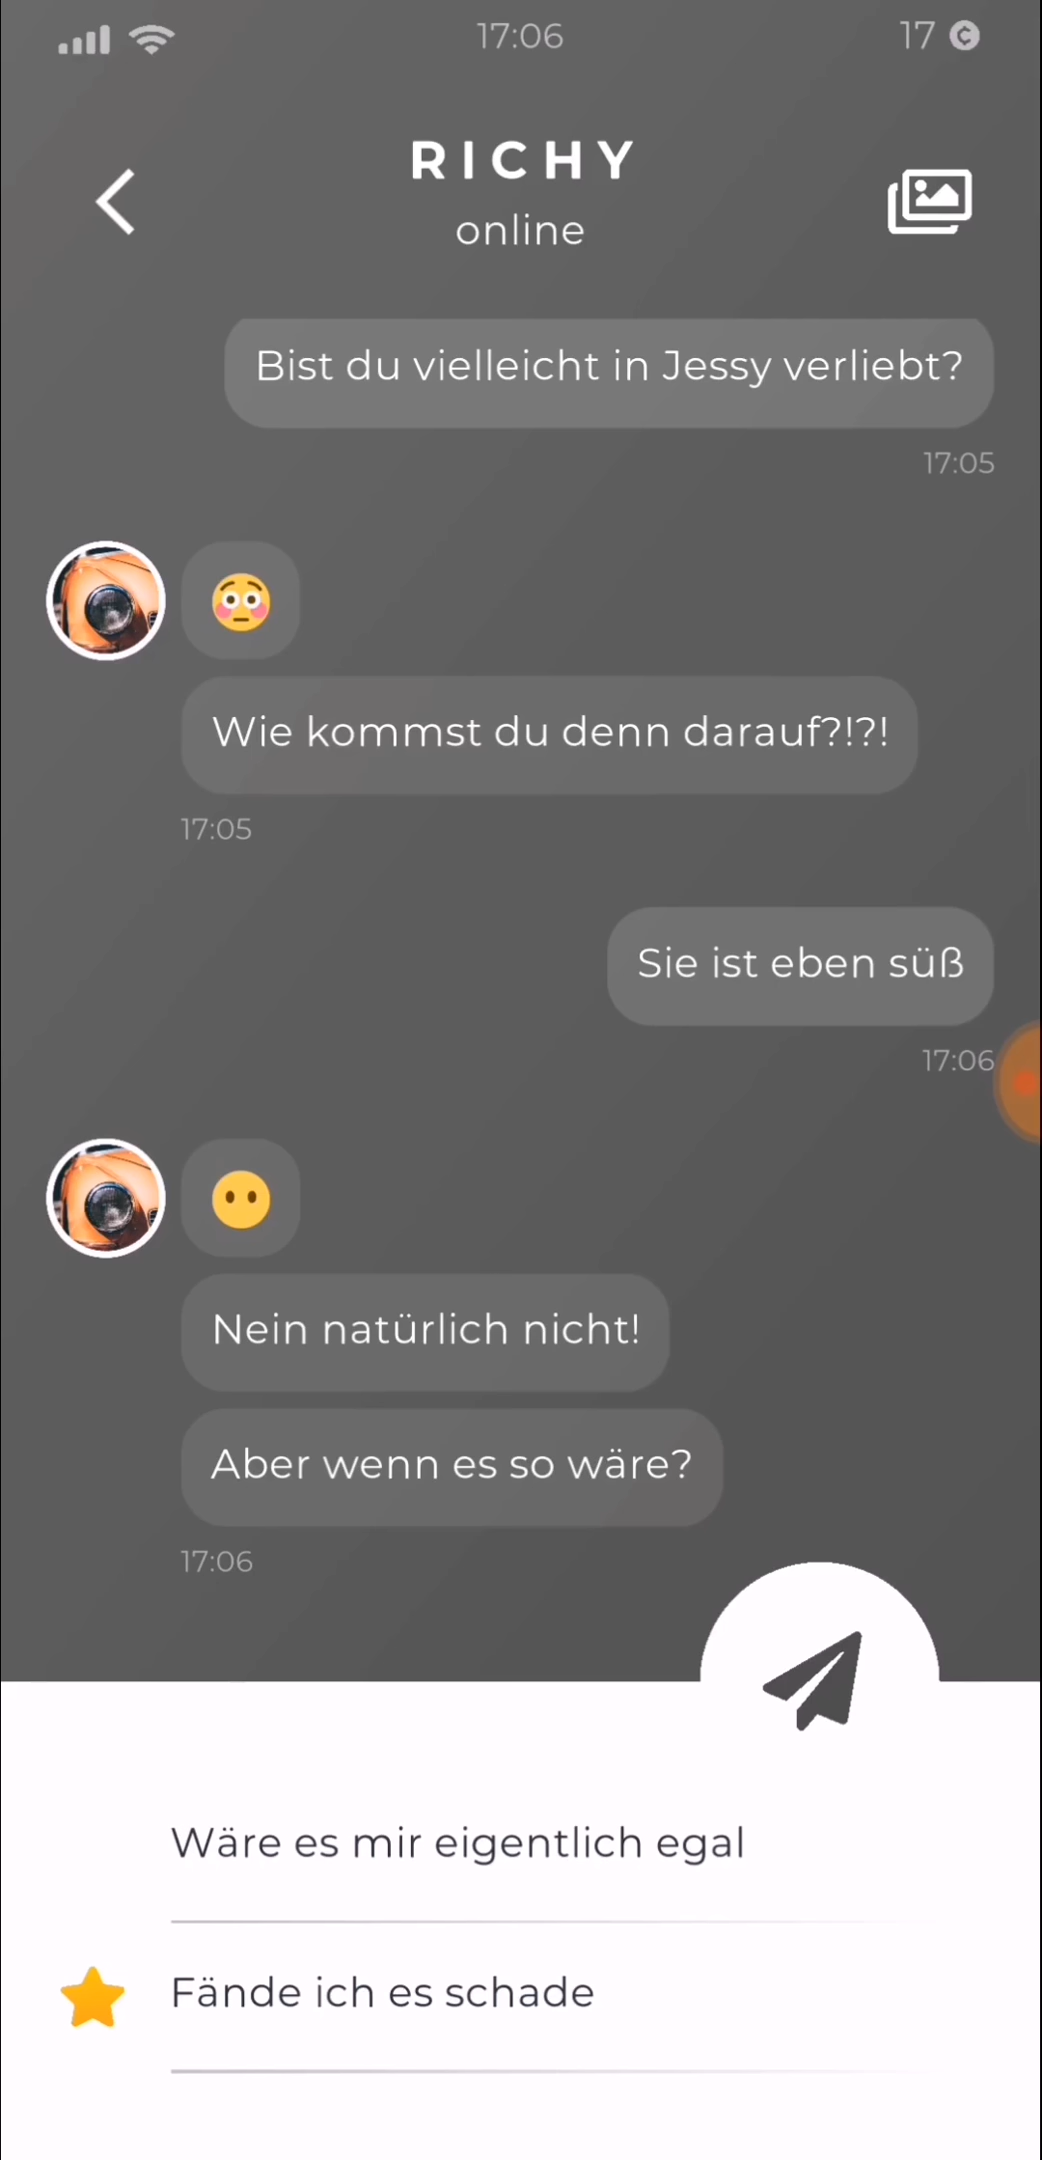 17:06
17
RICHY
online
Bist du vielleicht in Jessy verliebt?
17:05
😳
Wie kommst du denn darauf?!?!
17:05
Sie ist eben süß
17:06
😶
Nein natürlich nicht!
Aber wenn es so wäre?
17:06
Wäre es mir eigentlich egal
Fände ich es schade